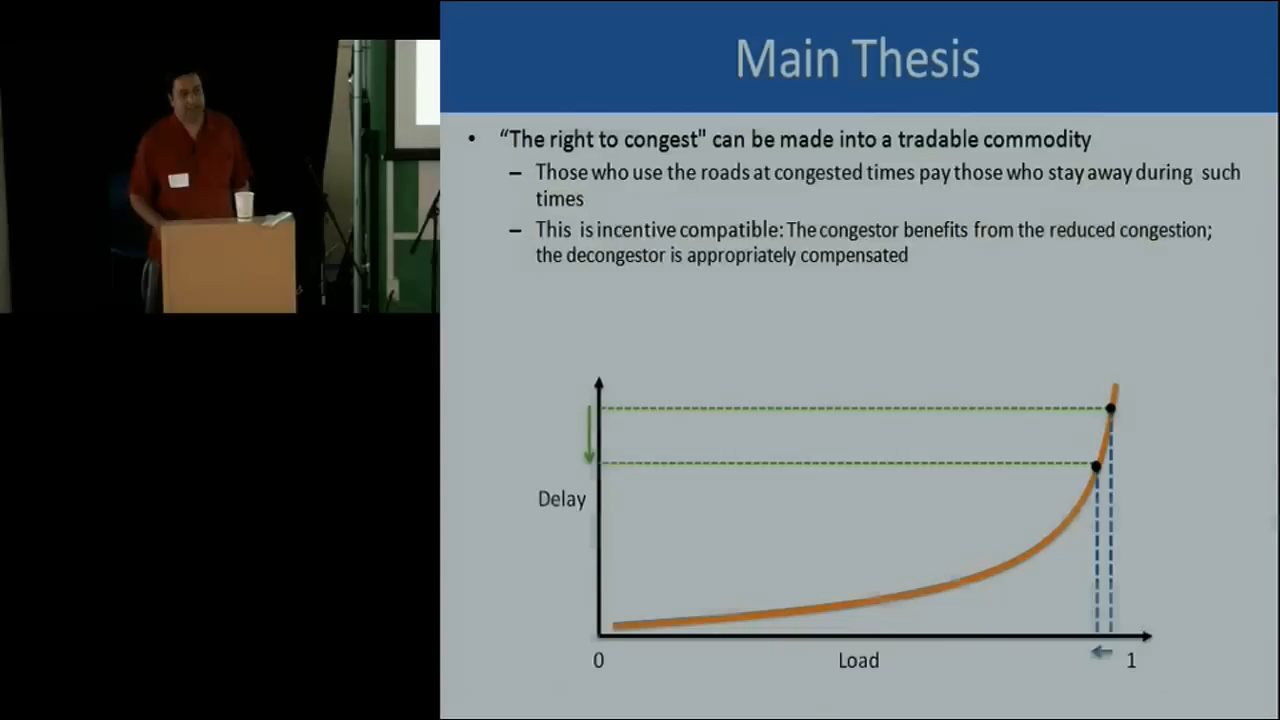 Main Thesis
• “The right to congest" can be made into a tradable commodity
– Those who use the roads at congested times pay those who stay away during such
times
– This is incentive compatible: The congestor benefits from the reduced congestion;
the decongestor is appropriately compensated
Delay
0
Load
1